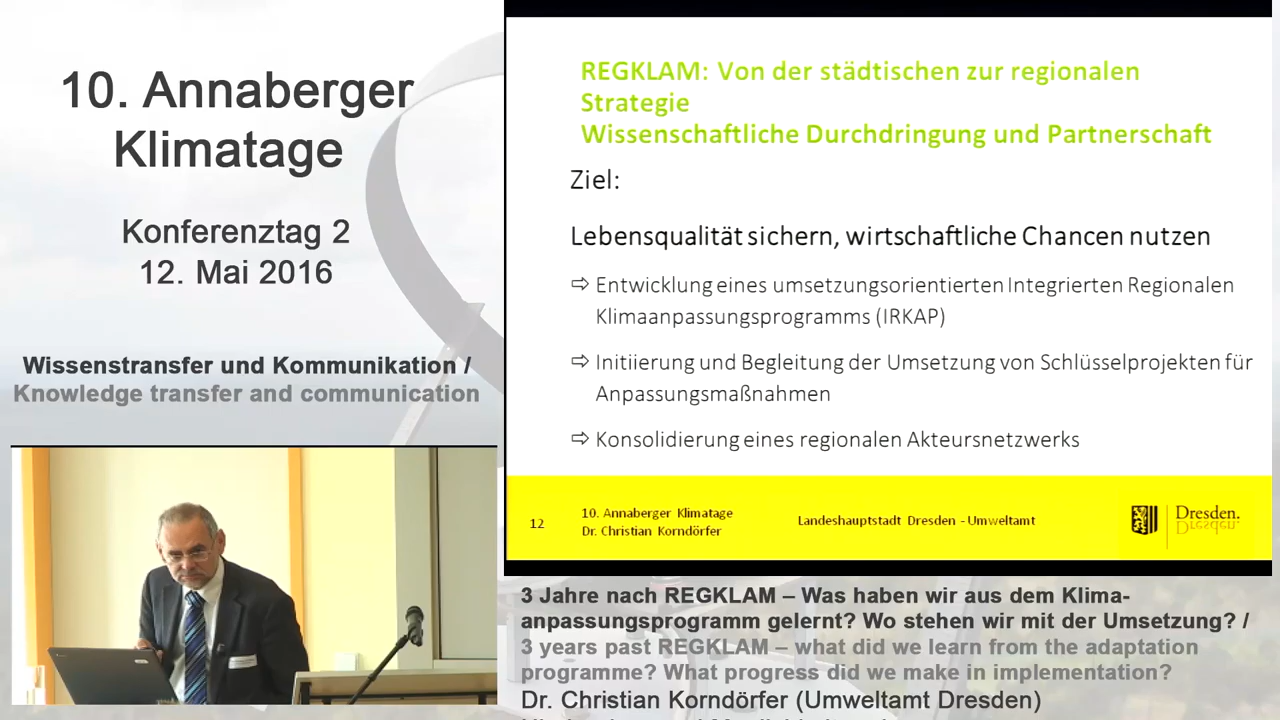 10. Annaberger
Klimatage
Konferenztag 2
12. Mai 2016
Wissenstransfer und Kommunikation /
Knowledge transfer and communication
REGKLAM: Von der städtischen zur regionalen
Strategie
Wissenschaftliche Durchdringung und Partnerschaft
Ziel:
Lebensqualität sichern, wirtschaftliche Chancen nutzen
⇨ Entwicklung eines umsetzungsorientierten Integrierten Regionalen
Klimaanpassungsprogramms (IRKAP)
⇨ Initiierung und Begleitung der Umsetzung von Schlüsselprojekten für
Anpassungsmaßnahmen
⇨ Konsolidierung eines regionalen Akteursnetzwerks
12
10. Annaberger Klimatage
Dr. Christian Korndörfer
Landeshauptstadt Dresden - Umweltamt
Dresden.
Dresden.
3 Jahre nach REGKLAM – Was haben wir aus dem Klima-
anpassungsprogramm gelernt? Wo stehen wir mit der Umsetzung? /
3 years past REGKLAM – what did we learn from the adaptation
programme? What progress did we make in implementation?
Dr. Christian Korndörfer (Umweltamt Dresden)